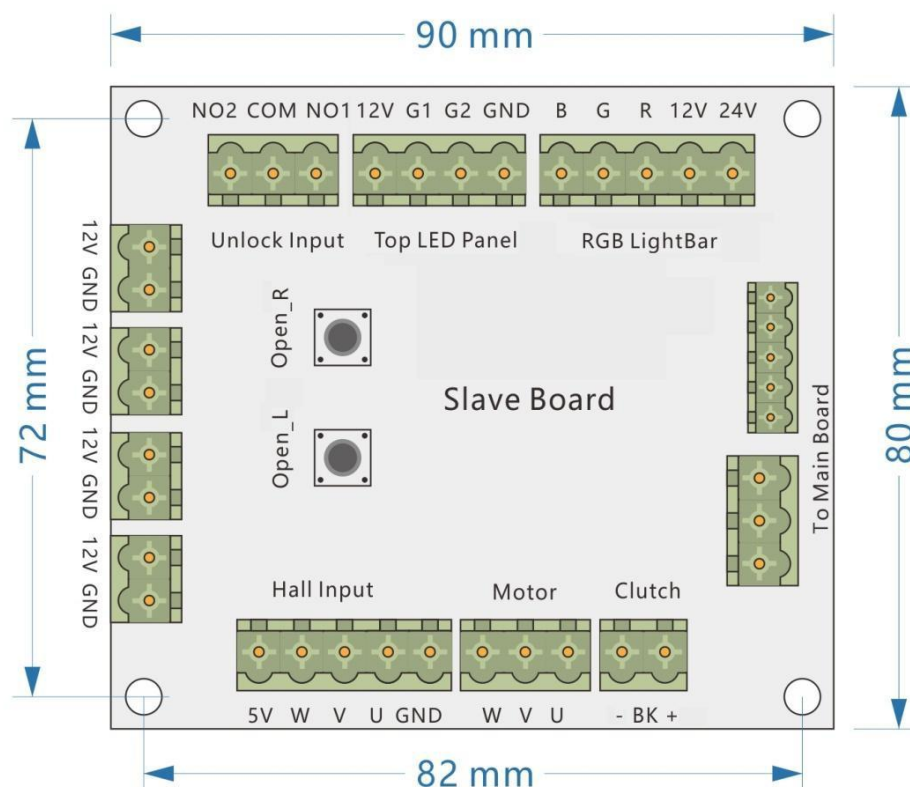 90 mm
NO2 COM NO1 12V G1 G2 GND B G R 12V 24V
Unlock Input Top LED Panel RGB LightBar
12V GND
12V GND
12V GND
12V GND
72 mm
Open_R
Open_L
Slave Board
To Main Board
80 mm
Hall Input Motor Clutch
5V W V U GND W V U - BK +
82 mm